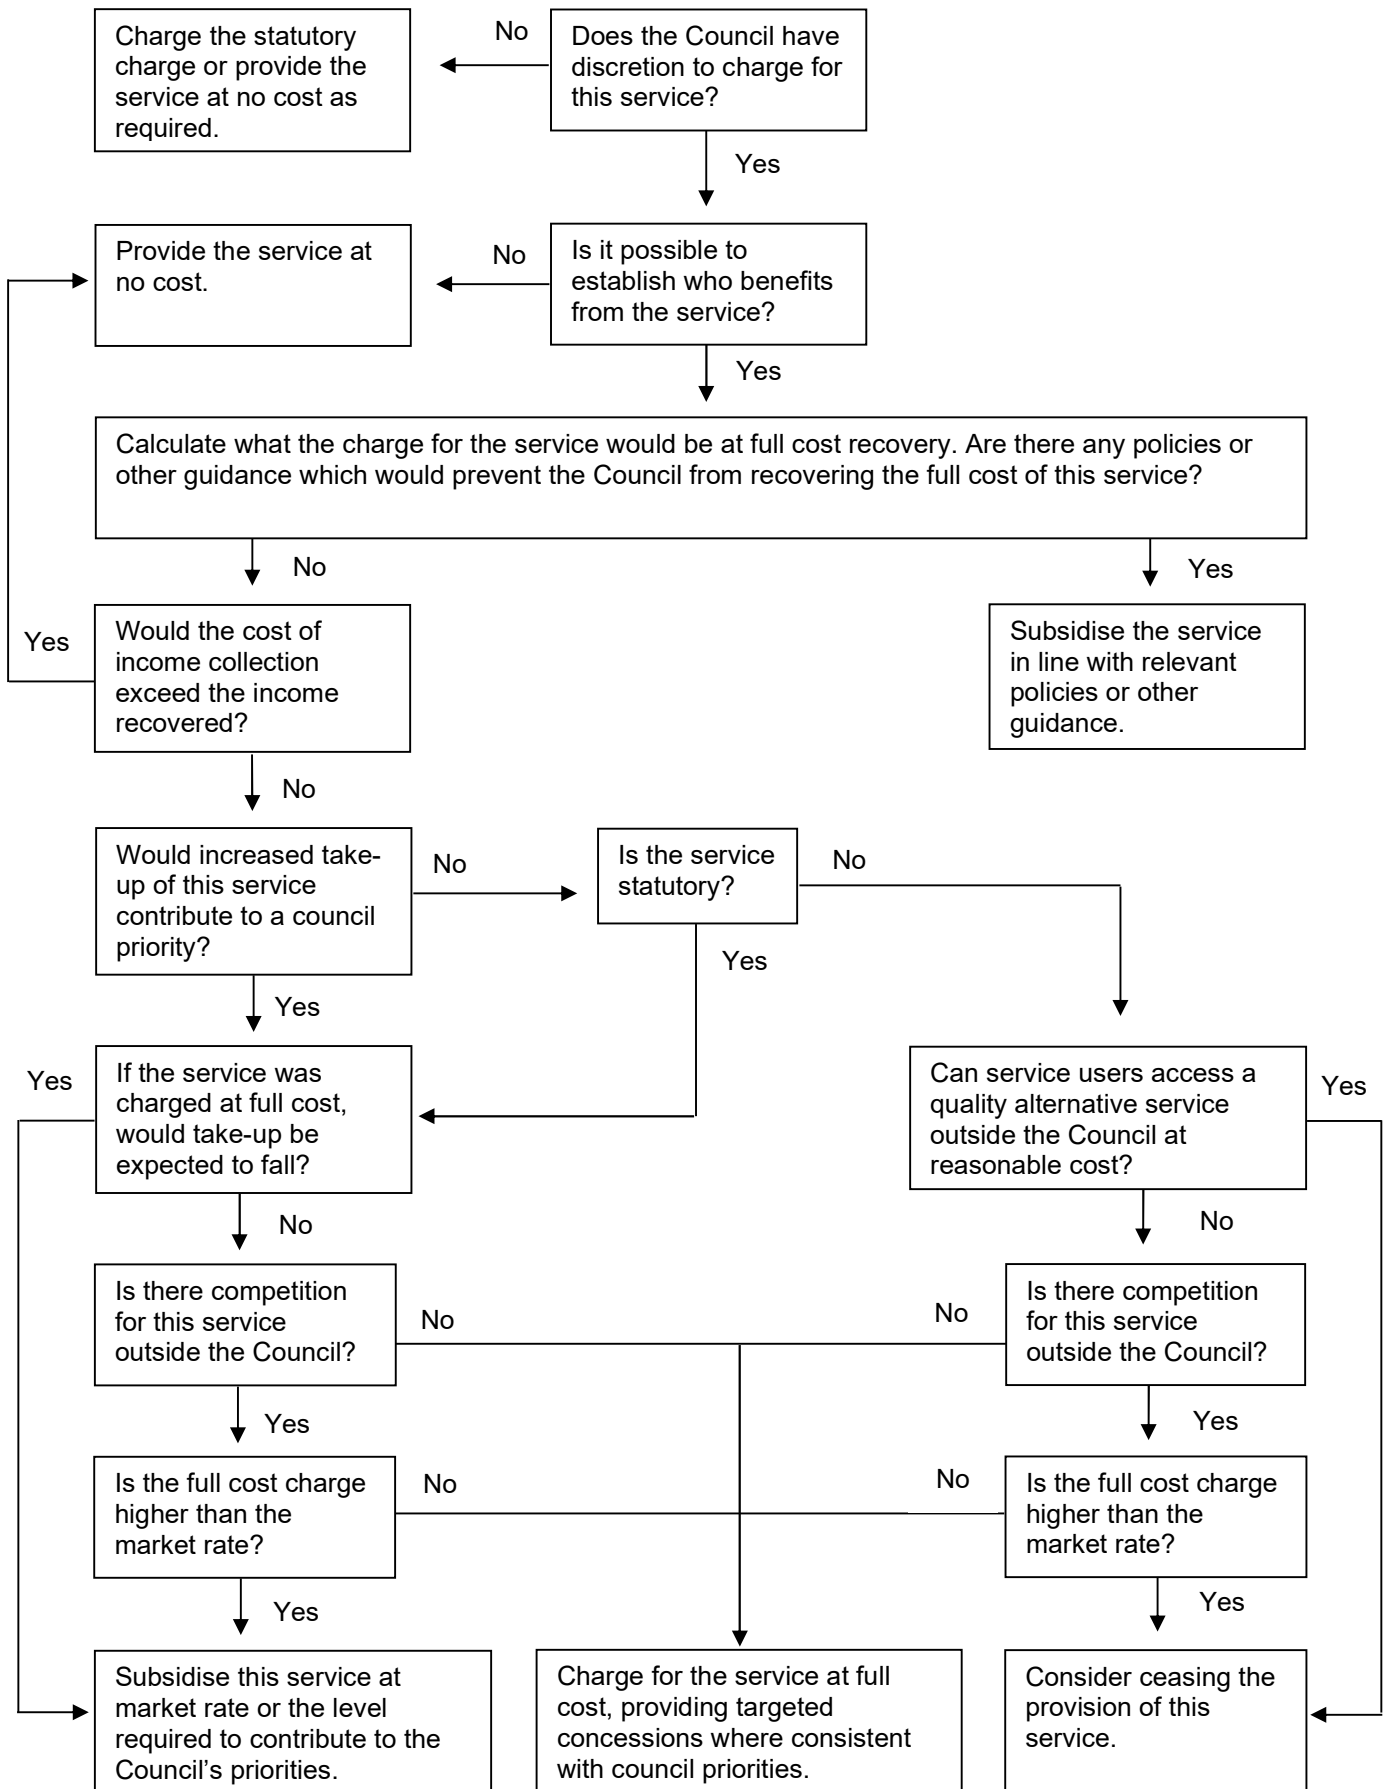 Charge the statutory
charge or provide the
service at no cost as
required.
No
Does the Council have
discretion to charge for
this service?
Yes
Provide the service at
no cost.
No
Is it possible to
establish who benefits
from the service?
Yes
Calculate what the charge for the service would be at full cost recovery. Are there any policies or
other guidance which would prevent the Council from recovering the full cost of this service?
No
Yes
Yes
Would the cost of
income collection
exceed the income
recovered?
Subsidise the service
in line with relevant
policies or other
guidance.
No
Would increased take-
up of this service
contribute to a council
priority?
No
Is the service
statutory?
No
Yes
Yes
Yes
If the service was
charged at full cost,
would take-up be
expected to fall?
Can service users access a
quality alternative service
outside the Council at
reasonable cost?
Yes
No
No
Is there competition
for this service
outside the Council?
No
No
Is there competition
for this service
outside the Council?
Yes
Yes
Is the full cost charge
higher than the
market rate?
No
No
Is the full cost charge
higher than the
market rate?
Yes
Yes
Subsidise this service at
market rate or the level
required to contribute to the
Council’s priorities.
Charge for the service at full
cost, providing targeted
concessions where consistent
with council priorities.
Consider ceasing the
provision of this
service.